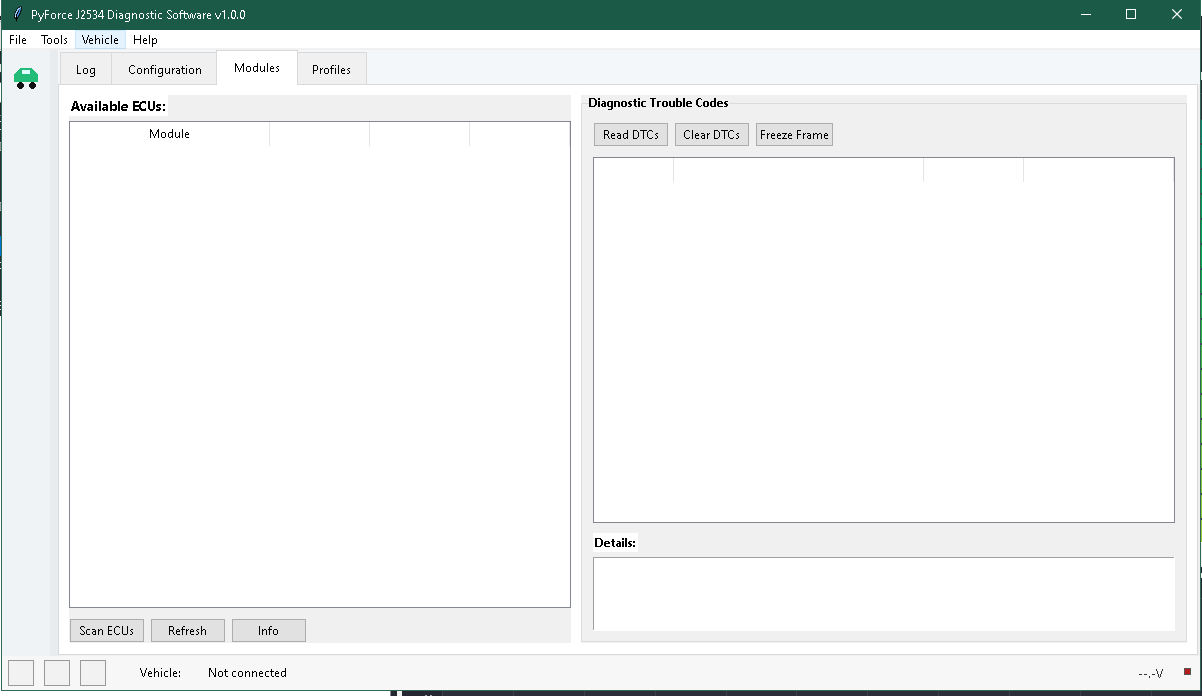 PyForce J2534 Diagnostic Software v1.0.0
File Tools Vehicle Help
Log Configuration Modules Profiles
Available ECUs:
Module
Scan ECUs Refresh Info
Diagnostic Trouble Codes
Read DTCs Clear DTCs Freeze Frame
Details:
Vehicle: Not connected
--.-V